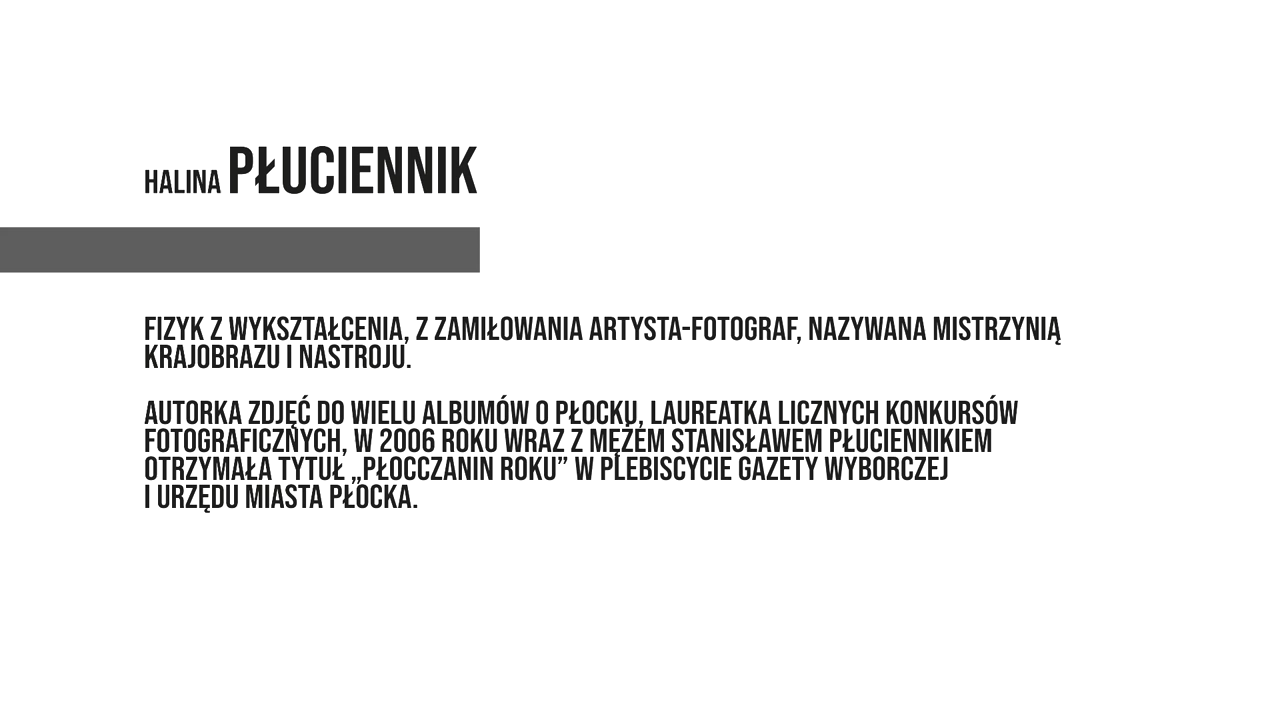 HALINA PŁUCIENNIK
FIZYK Z WYKSZTAŁCENIA, Z ZAMIŁOWANIA ARTYSTA-FOTOGRAF, NAZYWANA MISTRZYNIĄ
KRAJOBRAZU I NASTROJU.
AUTORKA ZDJĘĆ DO WIELU ALBUMÓW O PŁOCKU, LAUREATKA LICZNYCH KONKURSÓW
FOTOGRAFICZNYCH, W 2006 ROKU WRAZ Z MĘŻEM STANISŁAWEM PŁUCIENNIKIEM
OTRZYMAŁA TYTUŁ „PŁOCCZANIN ROKU” W PLEBISCYCIE GAZETY WYBORCZEJ
I URZĘDU MIASTA PŁOCKA.